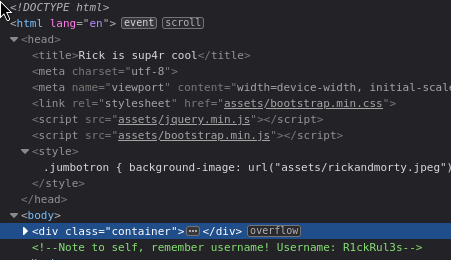 <!DOCTYPE html>
<html lang="en"> event scroll
<head>
<title>Rick is sup4r cool</title>
<meta charset="utf-8">
<meta name="viewport" content="width=device-width, initial-scale
<link rel="stylesheet" href="assets/bootstrap.min.css">
<script src="assets/jquery.min.js"></script>
<script src="assets/bootstrap.min.js"></script>
<style>
.jumbotron { background-image: url("assets/rickandmorty.jpeg")
</style>
</head>
<body>
<div class="container"> </div> overflow
<!--Note to self, remember username! Username: R1ckRul3s-->